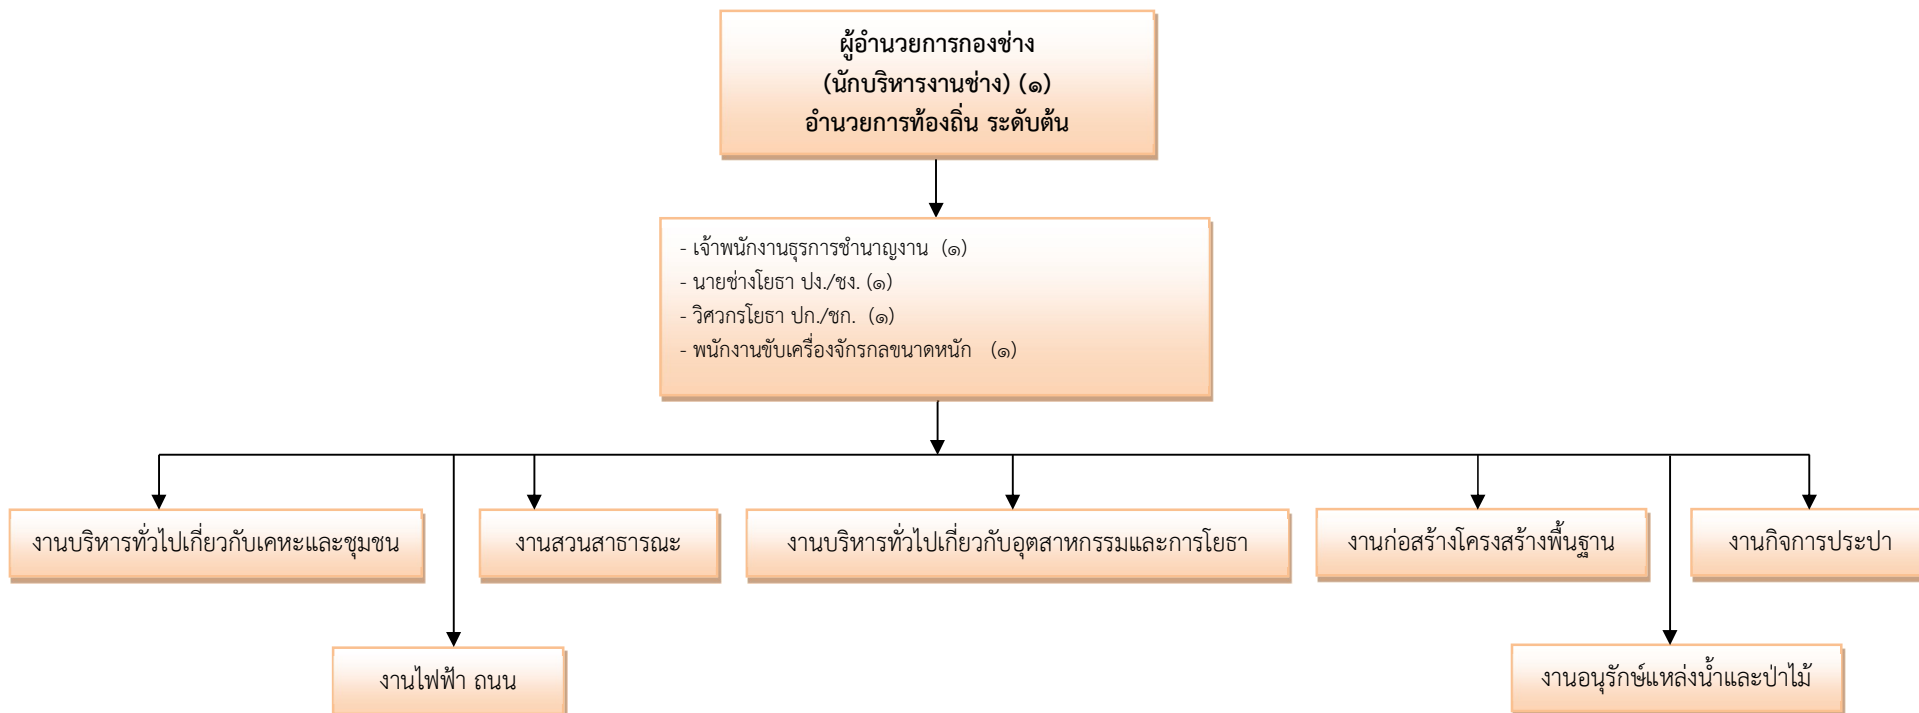 ผู้อำนวยการกองช่าง
(นักบริหารงานช่าง) (๑)
อำนวยการท้องถิ่น ระดับต้น
- เจ้าพนักงานธุรการชำนาญงาน (๑)
- นายช่างโยธา ปง./ชง. (๑)
- วิศวกรโยธา ปก./ชก. (๑)
- พนักงานขับเครื่องจักรกลขนาดหนัก (๑)
งานบริหารทั่วไปเกี่ยวกับเคหะและชุมชน
งานสวนสาธารณะ
งานบริหารทั่วไปเกี่ยวกับอุตสาหกรรมและการโยธา
งานก่อสร้างโครงสร้างพื้นฐาน
งานกิจการประปา
งานไฟฟ้า ถนน
งานอนุรักษ์แหล่งน้ำและป่าไม้